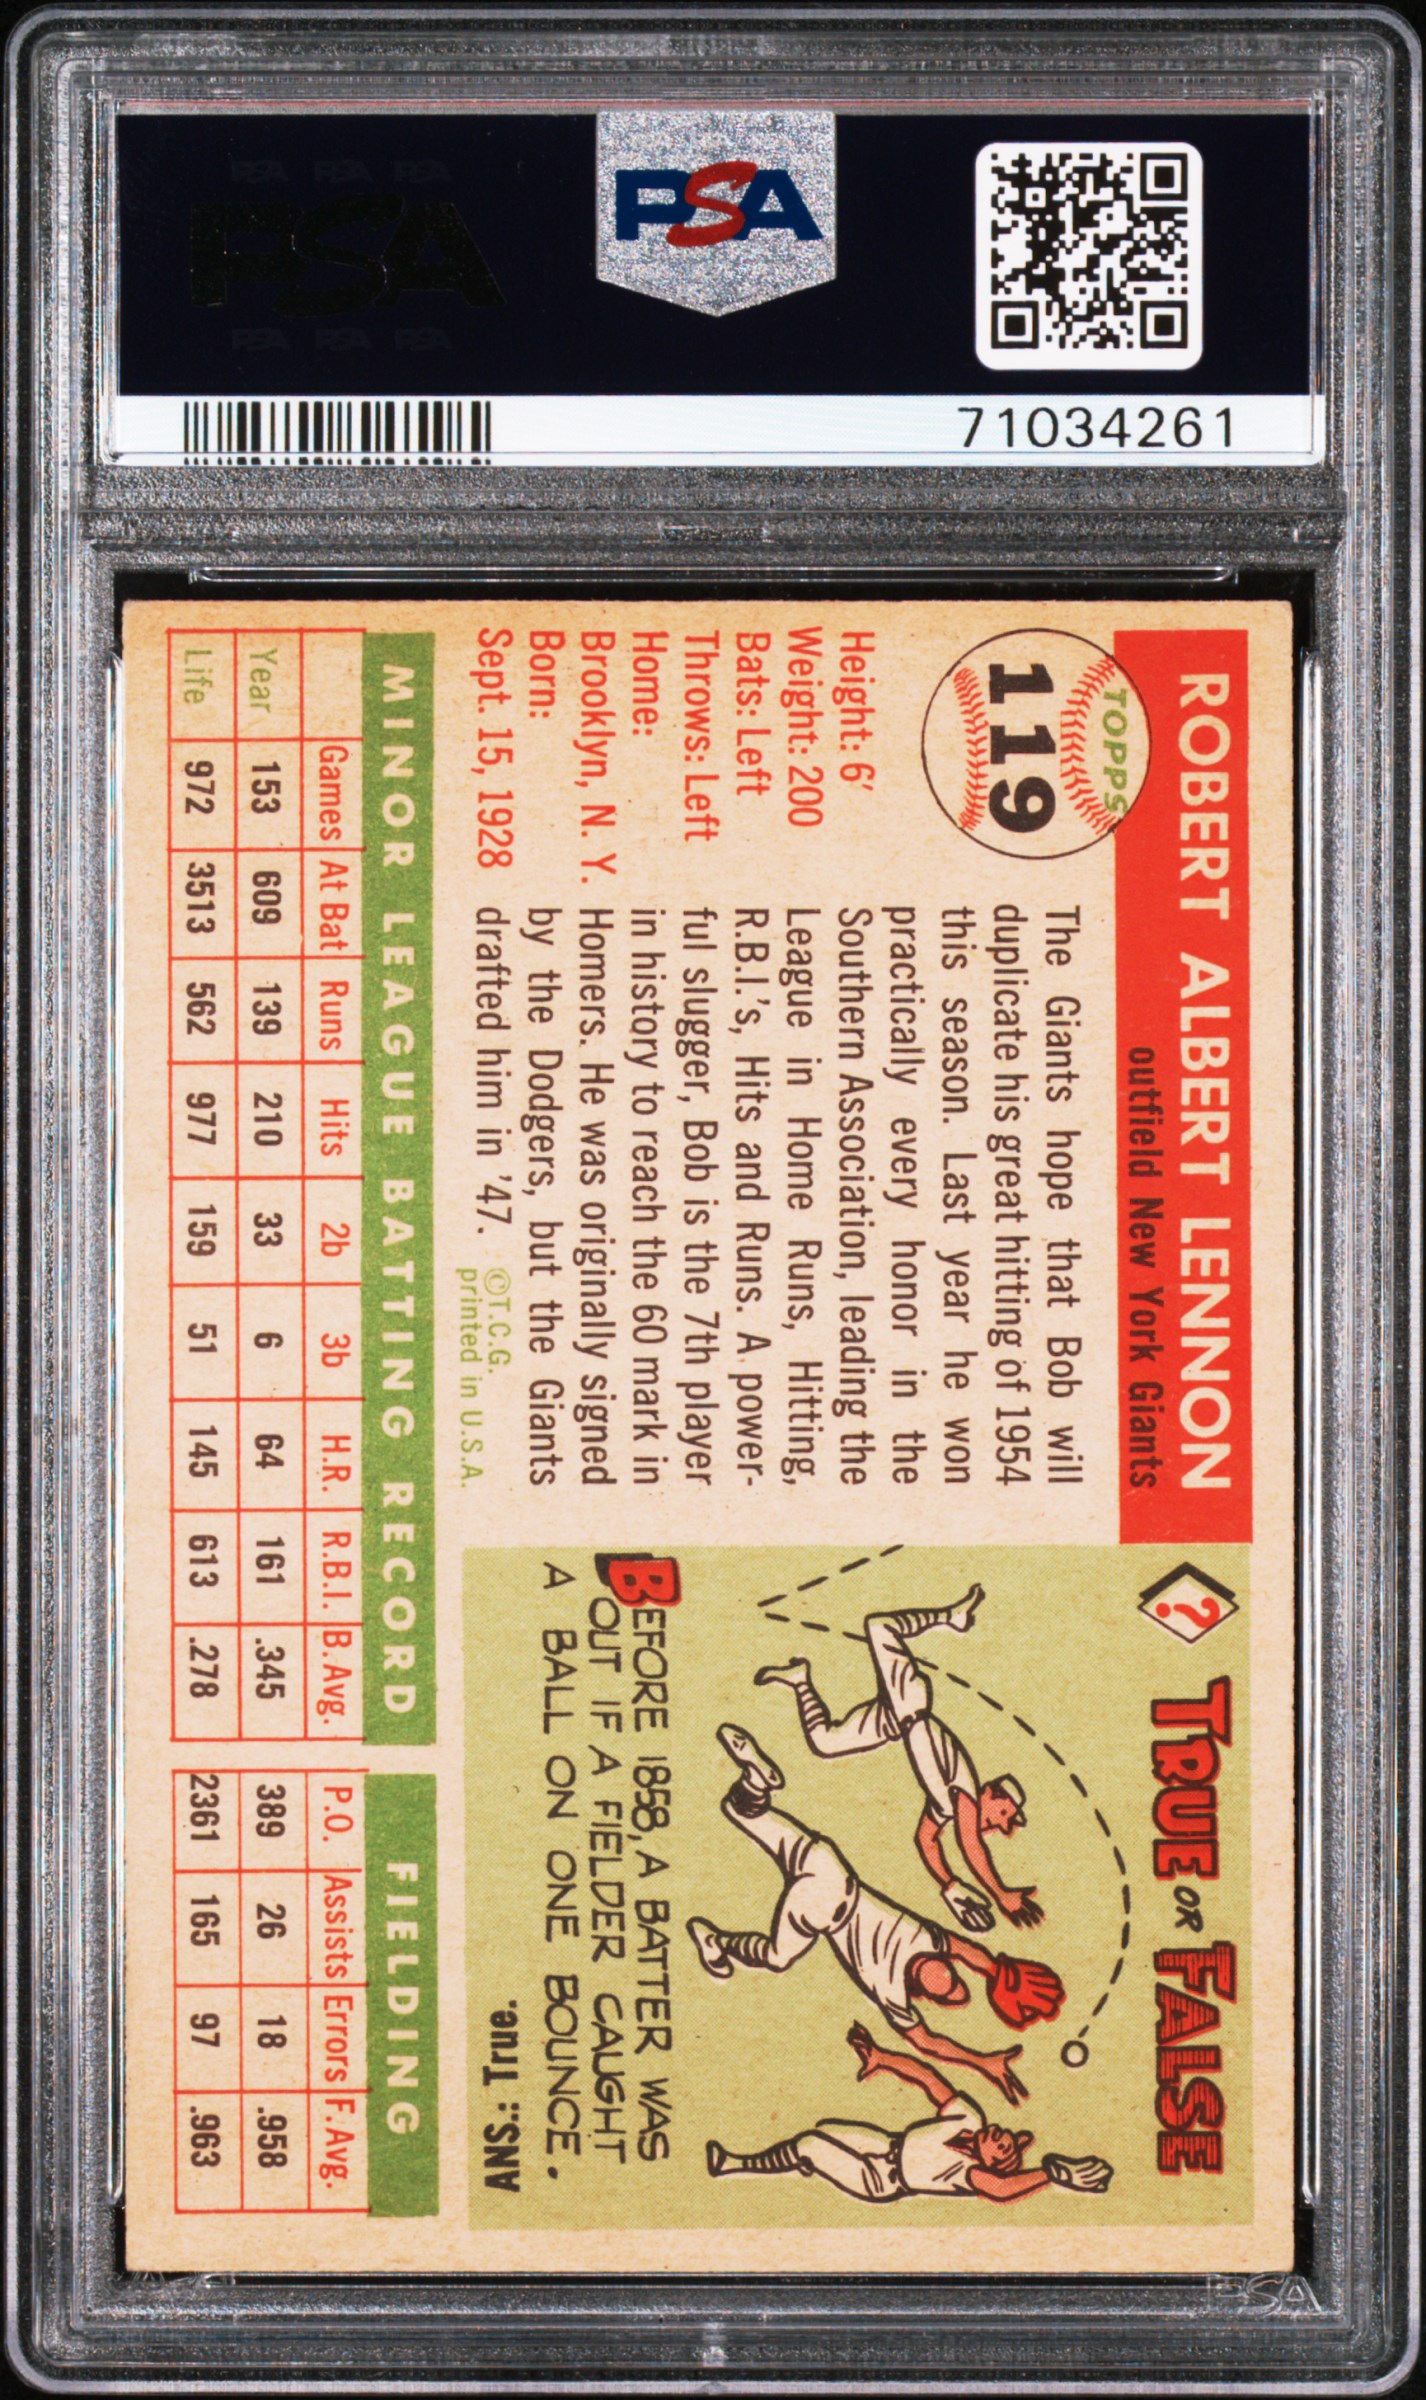 PSA PSA PSA
PSA
PSA PSA PSA
PSA
71034261
ROBERT ALBERT LENNON
outfield New York Giants
TOPPS
119
Height: 6'
Weight: 200
Bats: Left
Throws: Left
Home:
Brooklyn, N. Y.
Born:
Sept. 15, 1928
The Giants hope that Bob will
duplicate his great hitting of 1954
this season. Last year he won
practically every honor in the
Southern Association, leading the
League in Home Runs, Hitting,
R.B.I.'s, Hits and Runs. A power-
ful slugger, Bob is the 7th player
in history to reach the 60 mark in
Homers. He was originally signed
by the Dodgers, but the Giants
drafted him in '47.
©T.C.G.
printed in U.S.A.
? TRUE OR FALSE
BEFORE 1858, A BATTER WAS
OUT IF A FIELDER CAUGHT
A BALL ON ONE BOUNCE.
ANS.: True.
MINOR LEAGUE BATTING RECORD
Games At Bat Runs Hits 2b 3b H.R. R.B.I. B.Avg.
Year 153 609 139 210 33 6 64 161 .345
Life 972 3513 562 977 159 51 145 613 .278
FIELDING
P.O. Assists Errors F.Avg.
389 26 18 .958
2361 165 97 .963
PSA